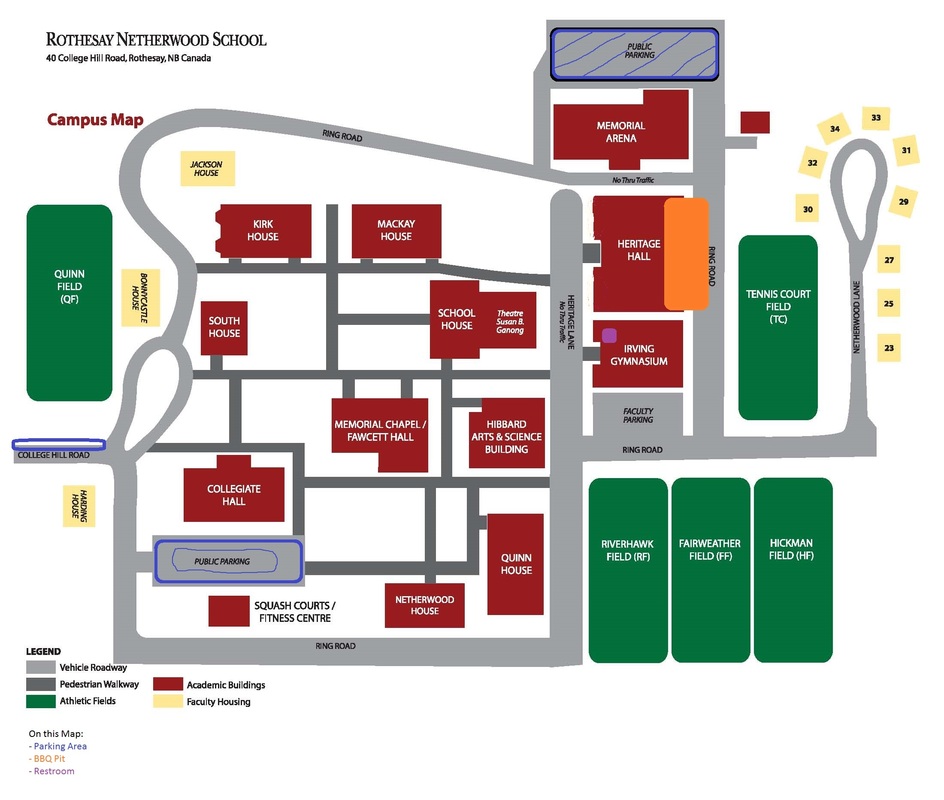 ROTHESAY NETHERWOOD SCHOOL
40 College Hill Road, Rothesay, NB Canada
Campus Map
PUBLIC
PARKING
MEMORIAL
ARENA
RING ROAD
No Thru Traffic
JACKSON
HOUSE
34
33
31
32
30
29
27
25
23
NETHERWOOD LANE
KIRK
HOUSE
MACKAY
HOUSE
HERITAGE
HALL
RING ROAD
QUINN
FIELD
(QF)
BONNYCASTLE
HOUSE
SOUTH
HOUSE
SCHOOL
HOUSE
Theatre
Susan B.
Ganong
HERITAGE LANE
No Thru Traffic
IRVING
GYMNASIUM
TENNIS COURT
FIELD
(TC)
MEMORIAL CHAPEL /
FAWCETT HALL
HIBBARD
ARTS & SCIENCE
BUILDING
FACULTY
PARKING
RING ROAD
COLLEGE HILL ROAD
HARDING
HOUSE
COLLEGIATE
HALL
PUBLIC PARKING
QUINN
HOUSE
RIVERHAWK
FIELD (RF)
FAIRWEATHER
FIELD (FF)
HICKMAN
FIELD (HF)
SQUASH COURTS /
FITNESS CENTRE
NETHERWOOD
HOUSE
RING ROAD
LEGEND
Vehicle Roadway
Pedestrian Walkway
Academic Buildings
Athletic Fields
Faculty Housing
On this Map:
- Parking Area
- BBQ Pit
- Restroom